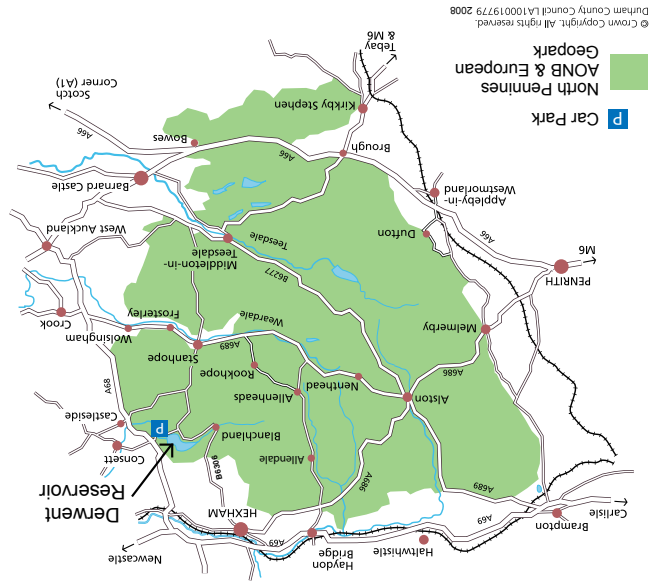 Newcastle
Carlisle
Brampton
A69
Haltwhistle
Haydon
Bridge
A69
HEXHAM
A689
A686
B6306
Derwent
Reservoir
Allendale
Consett
Blanchland
P
Castleside
Alston
Allenheads
Nenthead
Rookhope
A68
A686
Stanhope
A689
Wolsingham
Melmerby
Weardale
Frosterley
Crook
PENRITH
M6
B6277
Middleton-in-
Teesdale
Teesdale
West Auckland
Dufton
A66
Appleby-in-
Westmorland
Barnard Castle
Brough
A66
Bowes
A66
Kirkby Stephen
Scotch
Corner (A1)
Tebay
& M6
P Car Park
North Pennines
AONB & European
Geopark
© Crown Copyright. All rights reserved.
Durham County Council LA100019779 2008